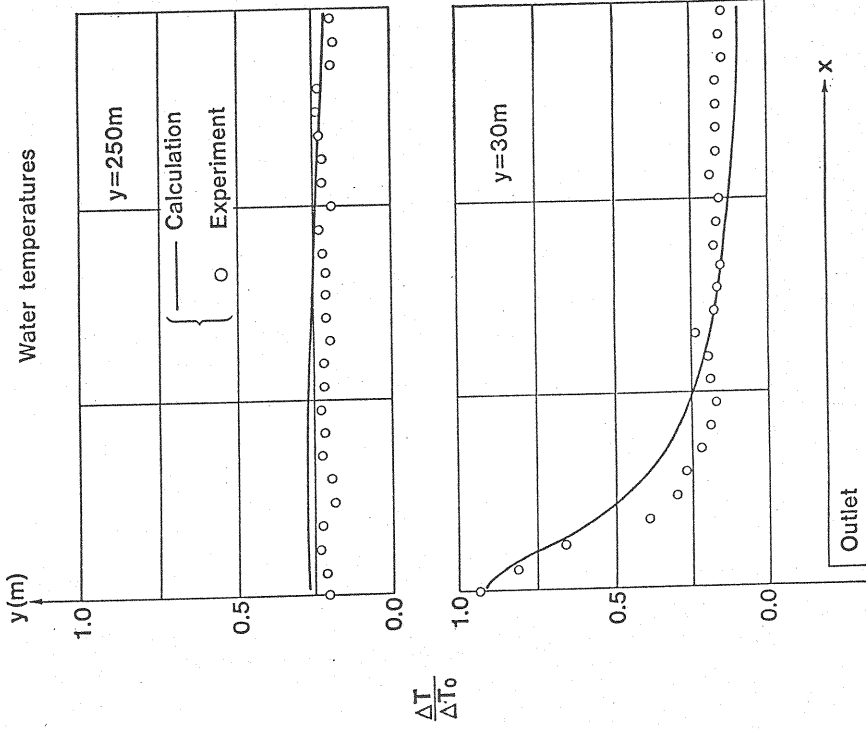 Water temperatures
y(m)
1.0
0.5
0.0
y=250m
Calculation
Experiment
ΔT
ΔT₀
1.0
0.5
0.0
y=30m
Outlet
x